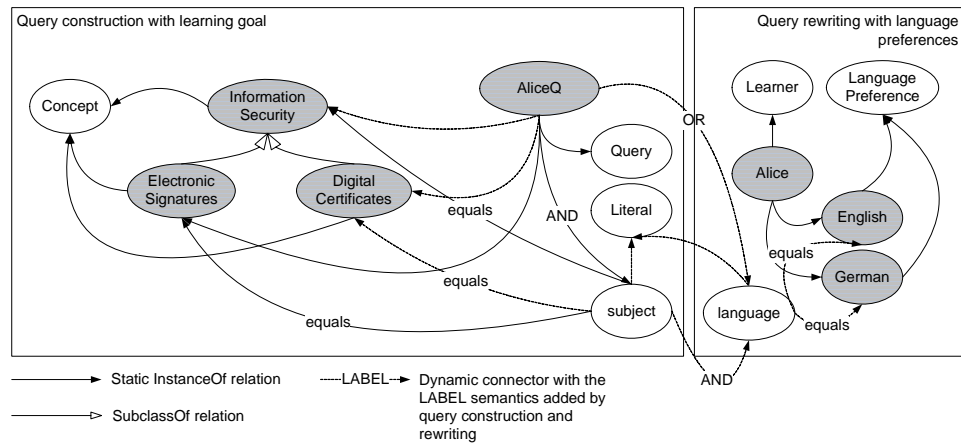 Query construction with learning goal
Query rewriting with language
preferences
Concept
Information
Security
AliceQ
Learner
Language
Preference
OR
Query
Electronic
Signatures
Digital
Certificates
Alice
equals
AND
Literal
English
equals
German
equals
subject
language
equals
equals
AND
Static InstanceOf relation
LABEL
Dynamic connector with the
LABEL semantics added by
query construction and
rewriting
SubclassOf relation